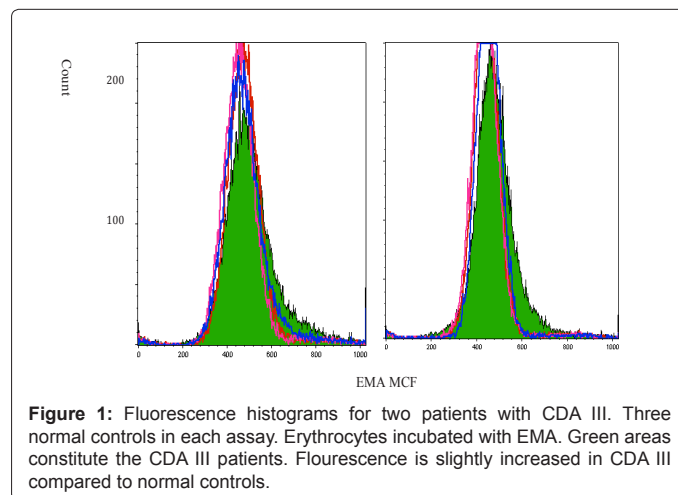 Count
200
100
0 200 400 600 800 1000
0 200 400 600 800 1000
EMA MCF
Figure 1: Fluorescence histograms for two patients with CDA III. Three
normal controls in each assay. Erythrocytes incubated with EMA. Green areas
constitute the CDA III patients. Flourescence is slightly increased in CDA III
compared to normal controls.